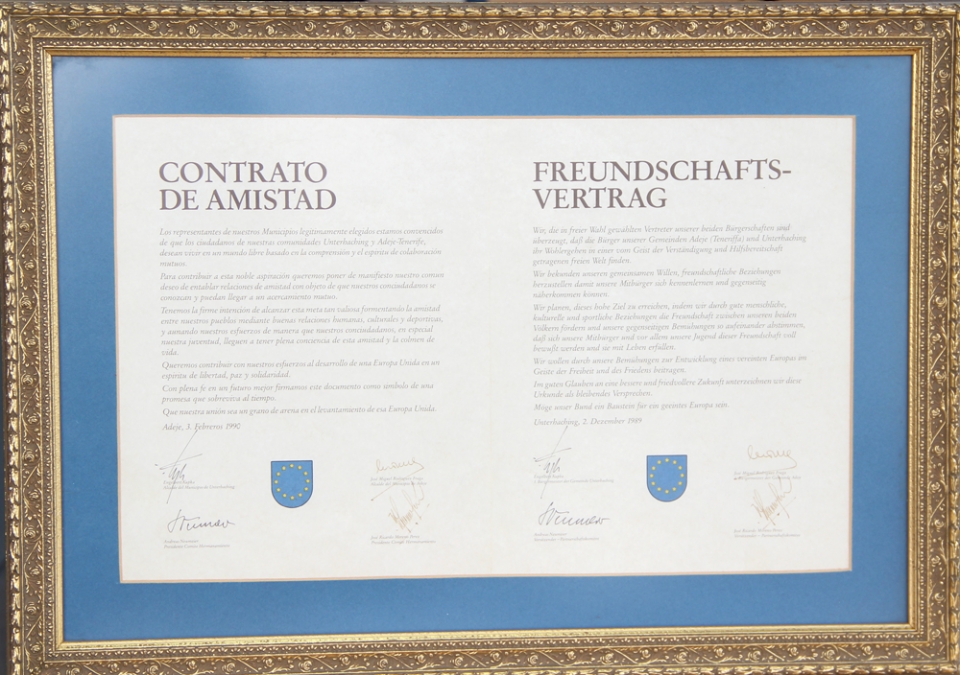 CONTRATO
DE AMISTAD
Los representantes de nuestros Municipios legítimamente elegidos estamos convencidos
de que los ciudadanos de nuestras comunidades Unterhaching y Adeje-Tenerife,
desean vivir en un mundo libre basado en la comprensión y el espíritu de colaboración
mutuo.
Para contribuir a esta noble aspiración queremos poner de manifiesto nuestro común
deseo de entablar relaciones de amistad con objeto de que nuestros conciudadanos se
conozcan y puedan llegar a un acercamiento mutuo.
Tenemos la firme intención de alcanzar esta meta tan valiosa formentando la amistad
entre nuestros pueblos mediante buenas relaciones humanas, culturales y deportivas,
y aunando nuestros esfuerzos de manera que nuestros conciudadanos, en especial
nuestra juventud, lleguen a tener plena conciencia de esta amistad y la colmen de
vida.
Queremos contribuir con nuestros esfuerzos al desarrollo de una Europa Unida en un
espíritu de libertad, paz y solidaridad.
Con plena fe en un futuro mejor firmamos este documento como símbolo de una
promesa que sobreviva al tiempo.
Que nuestra unión sea un grano de arena en el levantamiento de esa Europa Unida.
Adeje, 3. Febreros 1990
FREUNDSCHAFTS-
VERTRAG
Wir, die in freier Wahl gewählten Vertreter unserer beiden Bürgerschaften sind
überzeugt, daß die Bürger unserer Gemeinden Adeje (Teneriffa) und Unterhaching
ihr Wohlergehen in einer vom Geist der Verständigung und Hilfsbereitschaft
getragenen freien Welt finden.
Wir bekunden unseren gemeinsamen Willen, freundschaftliche Beziehungen
herzustellen damit unsere Mitbürger sich kennenlernen und gegenseitig
näherkommen können.
Wir planen, dieses hohe Ziel zu erreichen, indem wir durch gute menschliche,
kulturelle und sportliche Beziehungen die Freundschaft zwischen unseren beiden
Völkern fördern und unsere gegenseitigen Bemühungen so aufeinander abstimmen,
daß sich unsere Mitbürger und vor allem unsere Jugend dieser Freundschaft voll
bewußt werden und sie mit Leben erfüllen.
Wir wollen durch unsere Bemühungen zur Entwicklung eines vereinten Europas im
Geiste der Freiheit und des Friedens beitragen.
Im guten Glauben an eine bessere und friedvollere Zukunft unterzeichnen wir diese
Urkunde als bleibendes Versprechen.
Möge unser Bund ein Baustein für ein geeintes Europa sein.
Unterhaching, 2. Dezember 1989